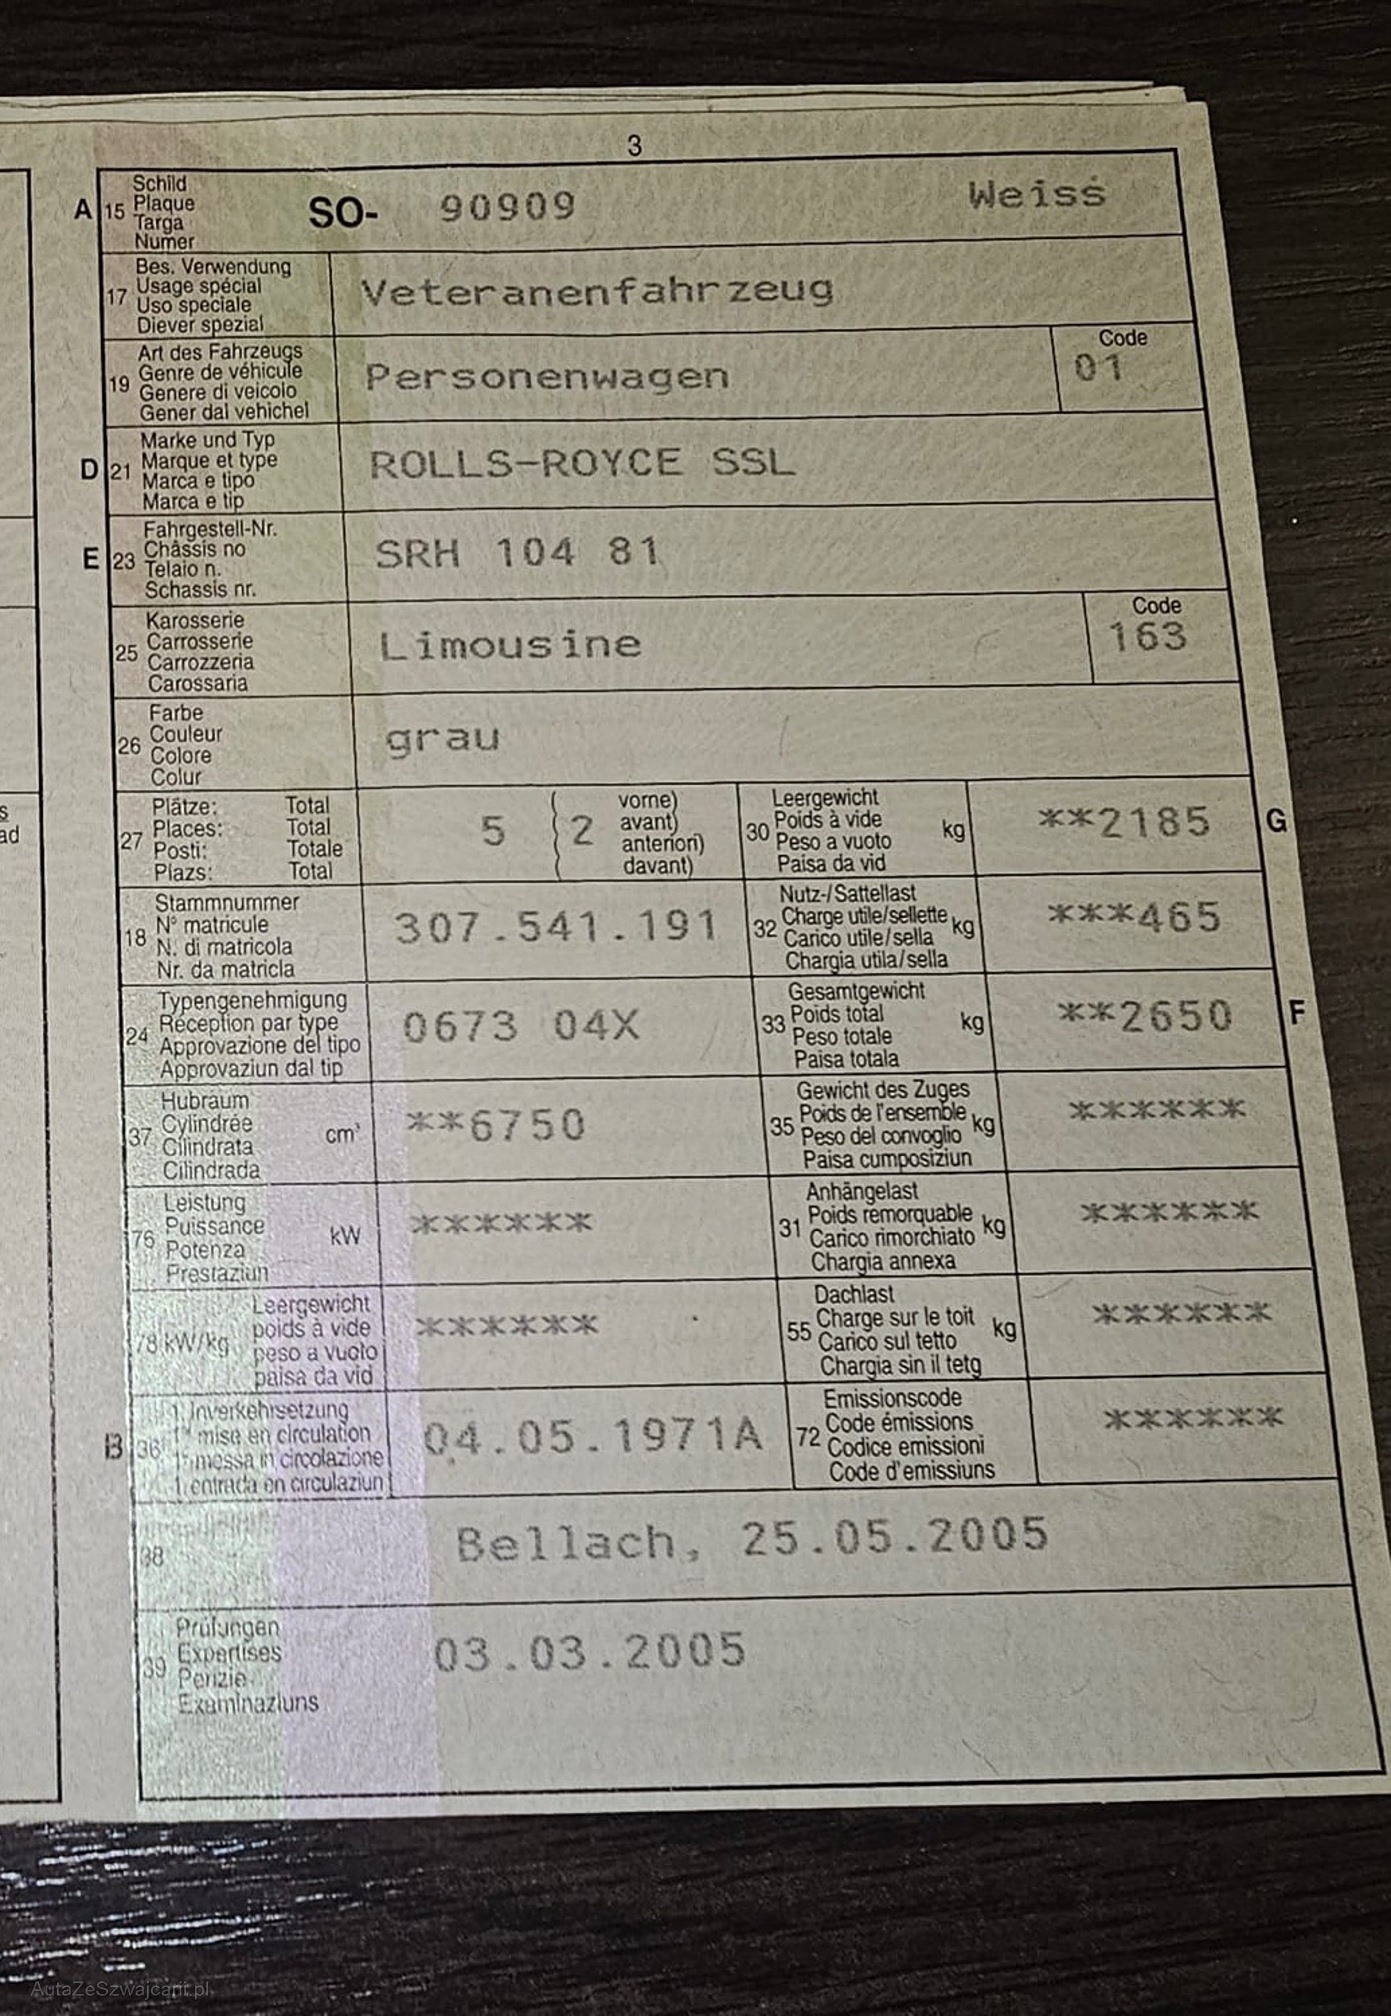 3
A 15 Schild
Plaque
Targa
Numer
SO- 90909 Weiss
17 Bes. Verwendung
Usage spécial
Uso speciale
Diever spezial
Veteranenfahrzeug
19 Art des Fahrzeugs
Genre de véhicule
Genere di veicolo
Gener dal vehichel
Personenwagen
Code
01
D 21 Marke und Typ
Marque et type
Marca e tipo
Marca e tip
ROLLS-ROYCE SSL
E 23 Fahrgestell-Nr.
Châssis no
Telaio n.
Schassis nr.
SRH 104 81
25 Karosserie
Carrosserie
Carrozzeria
Carossaria
Limousine
Code
163
26 Farbe
Couleur
Colore
Colur
grau
27 Plätze: Total
Places: Total
Posti: Totale
Plazs: Total
5 2
vorne)
avant)
anteriori)
davant)
30 Leergewicht
Poids à vide
Peso a vuoto
Paisa da vid
kg
**2185 G
18 Stammnummer
N° matricule
N. di matricola
Nr. da matricla
307.541.191
32 Nutz-/Sattellast
Charge utile/sellette
Carico utile/sella
Chargia utila/sella
kg
***465
24 Typengenehmigung
Réception par type
Approvazione del tipo
Approvaziun dal tip
0673 04X
33 Gesamtgewicht
Poids total
Peso totale
Paisa totala
kg
**2650 F
37 Hubraum
Cylindrée
Cilindrata
Cilindrada
cm³
**6750
35 Gewicht des Zuges
Poids de l'ensemble
Peso del convoglio
Paisa cumposiziun
kg
******
76 Leistung
Puissance
Potenza
Prestaziun
kW
******
31 Anhängelast
Poids remorquable
Carico rimorchiato
Chargia annexa
kg
******
78 kW/kg
Leergewicht
poids à vide
peso a vuoto
paisa da vid
******
55 Dachlast
Charge sur le toit
Carico sul tetto
Chargia sin il tetg
kg
******
B 36 1. Inverkehrsetzung
1re mise en circulation
1a messa in circolazione
1. entrada en circulaziun
04.05.1971A
72 Emissionscode
Code émissions
Codice emissioni
Code d'emissiuns
******
38
Bellach, 25.05.2005
39 Prüfungen
Expertises
Perizie
Examinaziuns
03.03.2005
s
ad
AutaZeSzwajcarii.pl